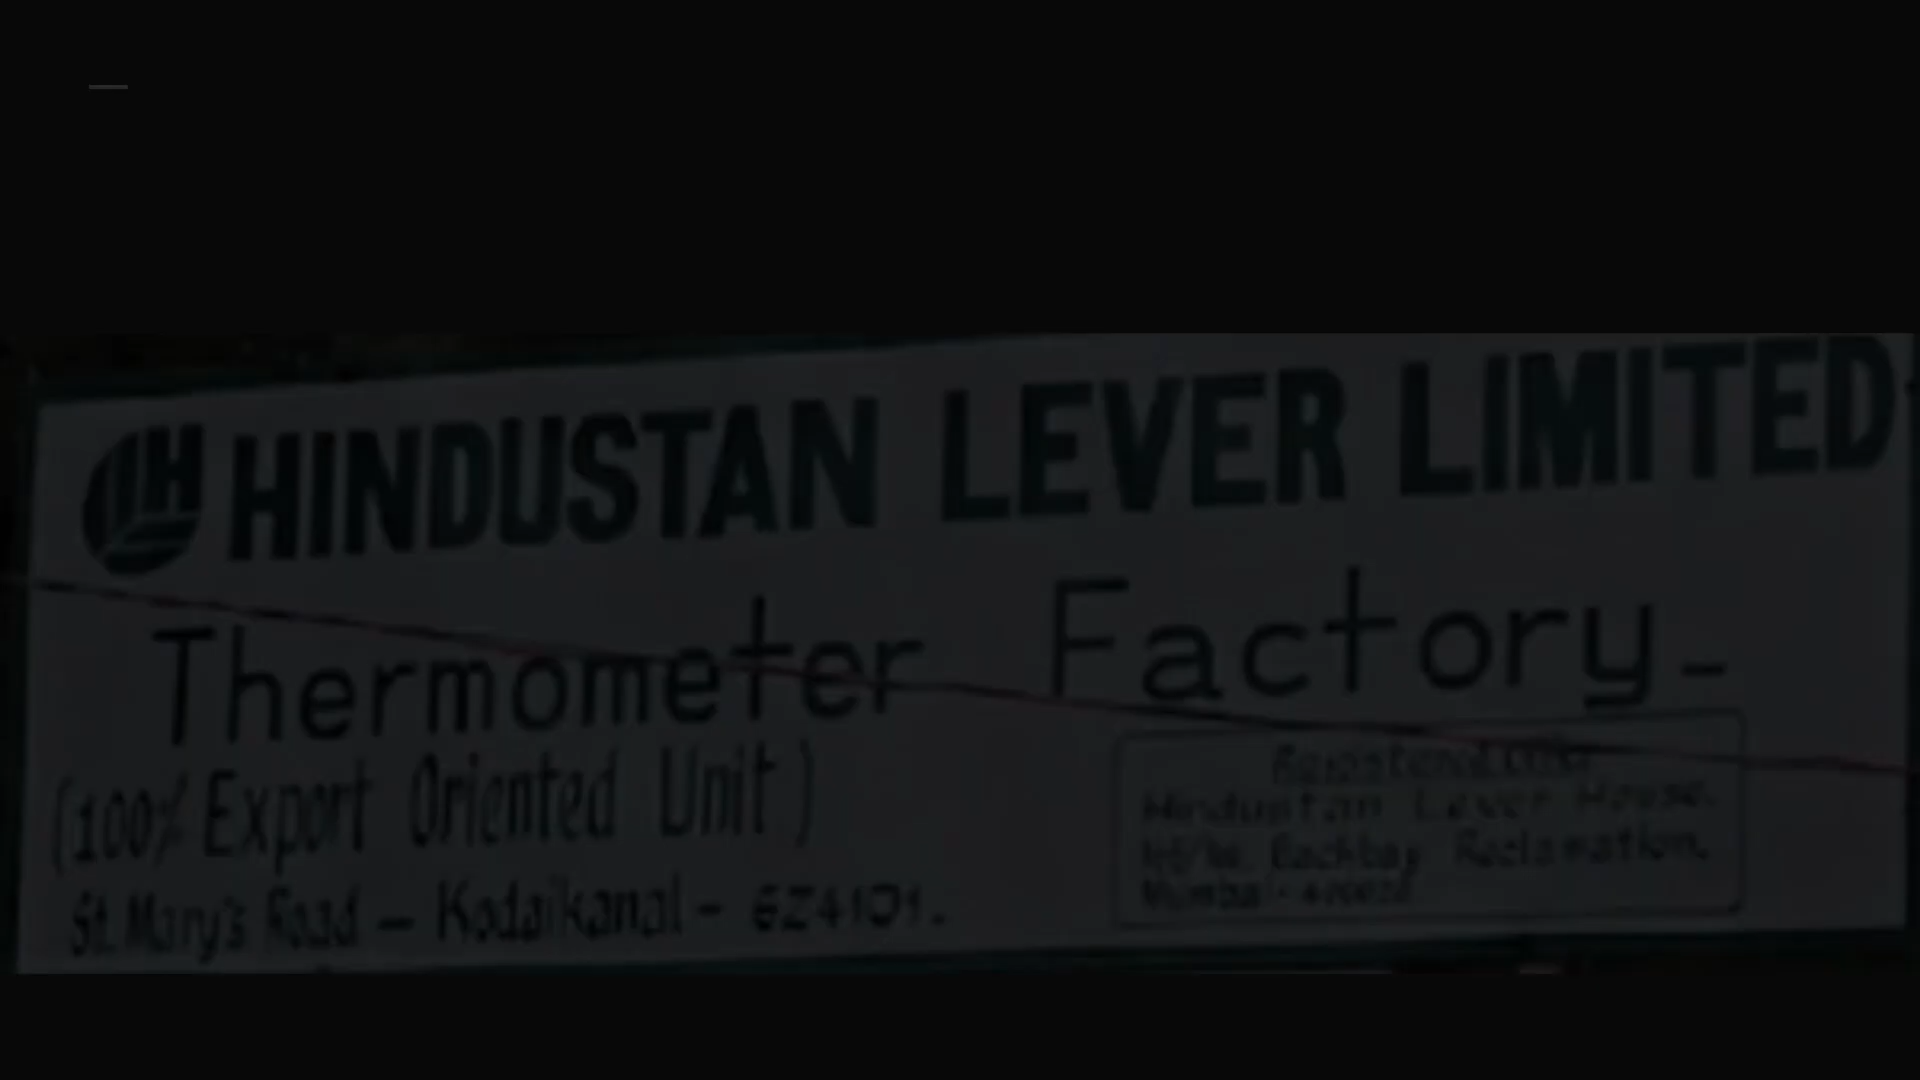 HINDUSTAN LEVER LIMITED
Thermometer Factory -
(100% Export Oriented Unit)
St. Mary's Road - Kodaikanal - 624101.
Hindustan Lever House.
Backbay Reclamation.
Mumbai -